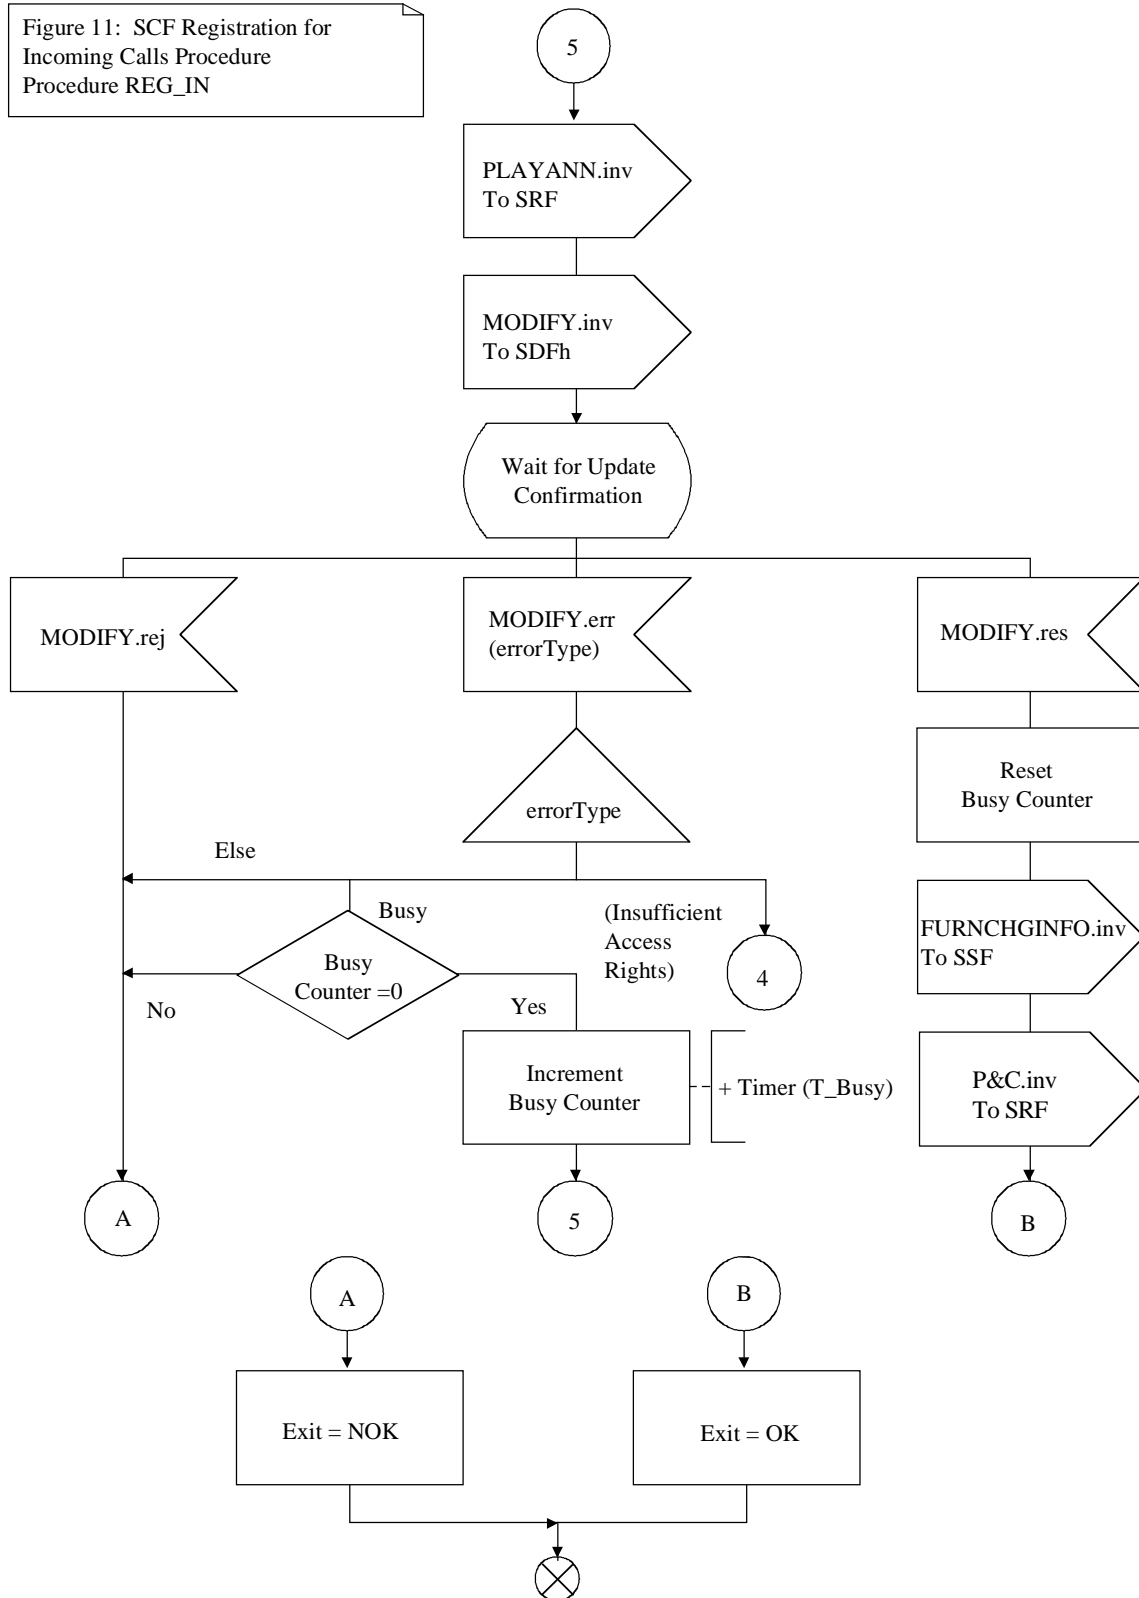 Figure 11:  SCF Registration for
Incoming Calls Procedure
Procedure REG_IN
5
PLAYANN.inv
To SRF
MODIFY.inv
To SDFh
Wait for Update
Confirmation
MODIFY.rej
MODIFY.err
(errorType)
MODIFY.res
errorType
Reset
Busy Counter
Else
Busy
(Insufficient
Access
Rights)
4
FURNCHGINFO.inv
To SSF
Busy
Counter =0
No
Yes
Increment
Busy Counter
+ Timer (T_Busy)
P&C.inv
To SRF
A
5
B
A
B
Exit = NOK
Exit = OK